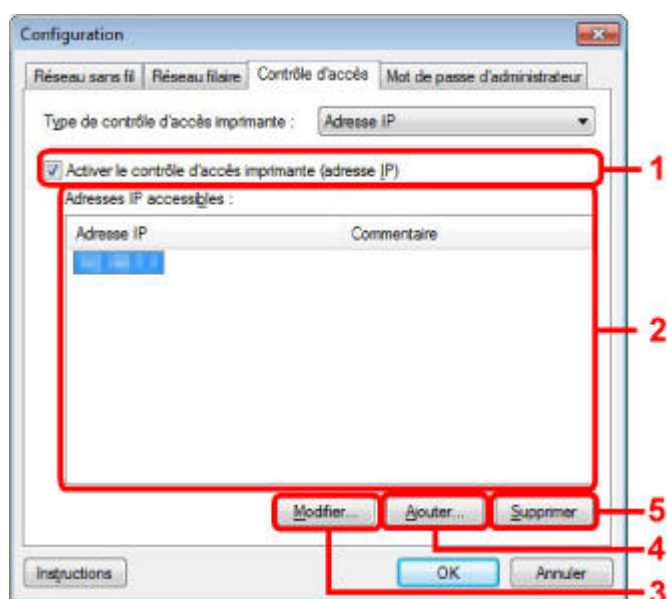 Configuration
Réseau sans fil Réseau filaire Contrôle d'accès Mot de passe d'administrateur
Type de contrôle d'accès imprimante : Adresse IP
Activer le contrôle d'accès imprimante (adresse IP) 1
Adresses IP accessibles :
Adresse IP Commentaire
2
Modifier... Ajouter... Supprimer 5
4
Instructions OK Annuler
3